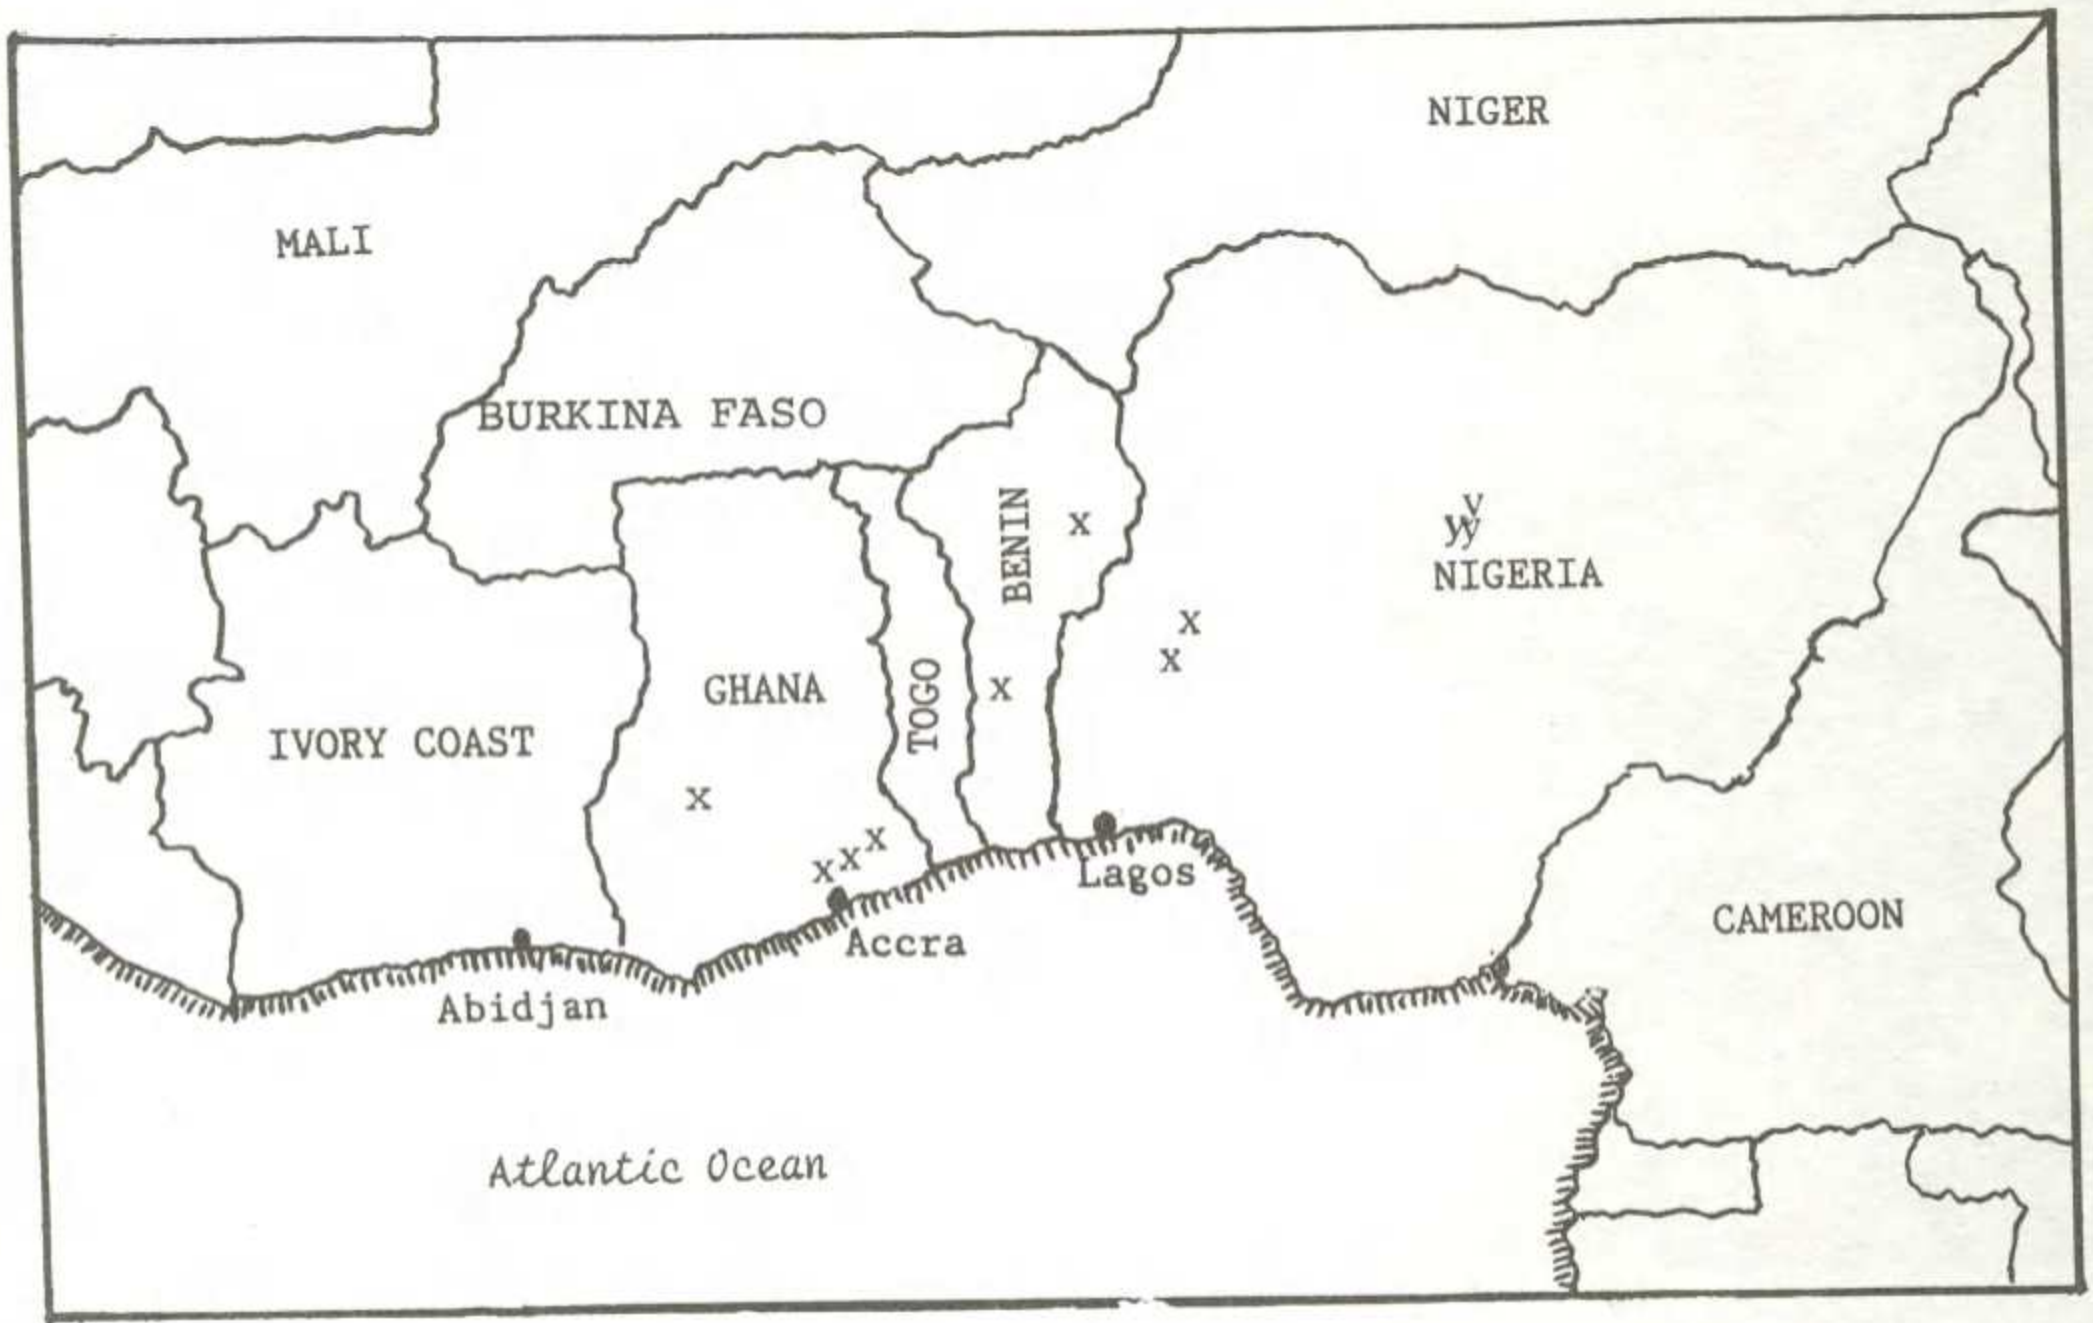 NIGER
MALI
BURKINA FASO
BENIN
x
v
yy
NIGERIA
x
x
GHANA
TOGO
x
IVORY COAST
x
x x x
Lagos
CAMEROON
Accra
Abidjan
Atlantic Ocean